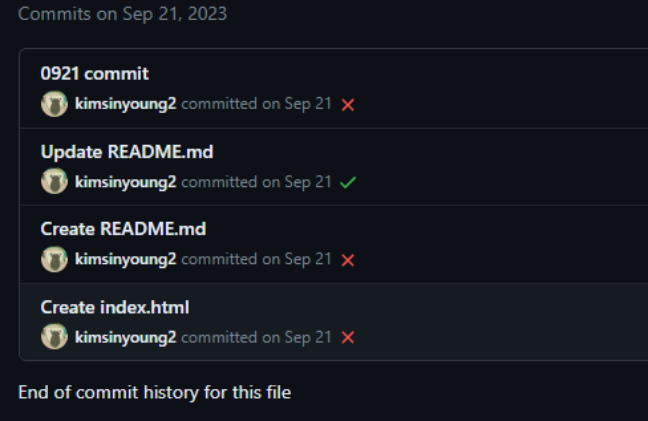 Commits on Sep 21, 2023
0921 commit
kimsinyoung2 committed on Sep 21
Update README.md
kimsinyoung2 committed on Sep 21
Create README.md
kimsinyoung2 committed on Sep 21
Create index.html
kimsinyoung2 committed on Sep 21
End of commit history for this file